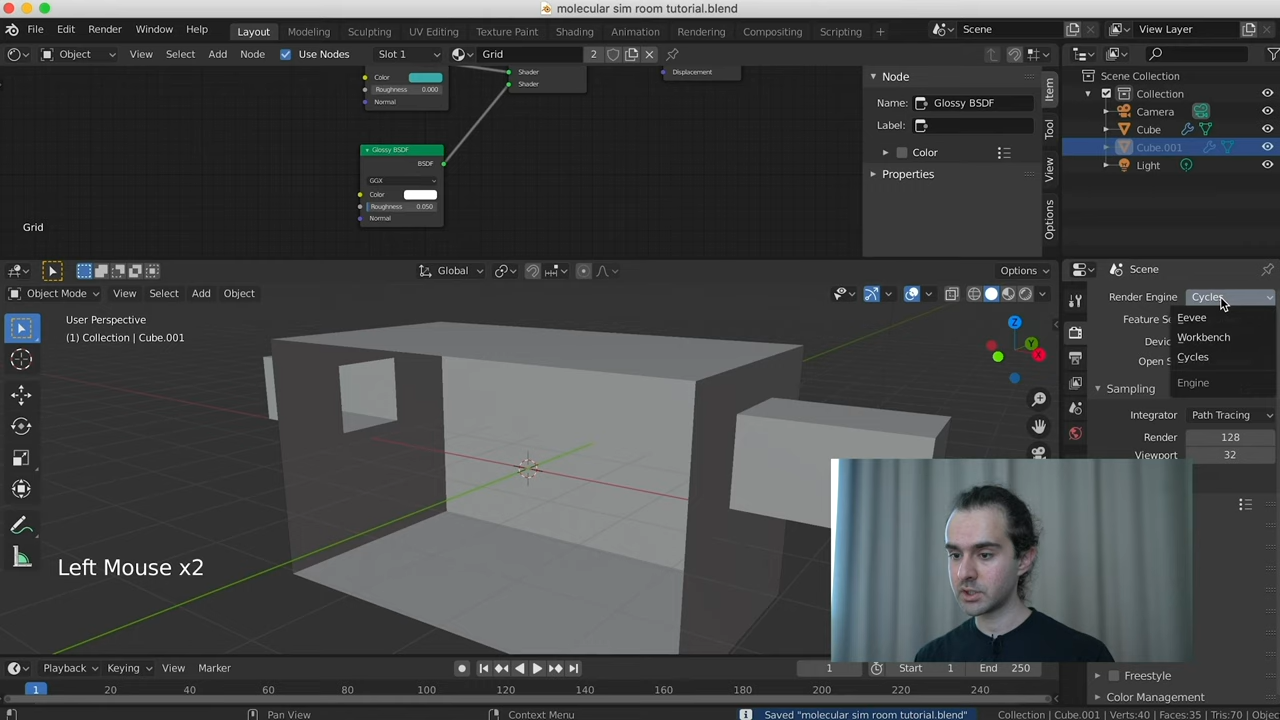 molecular sim room tutorial.blend
File Edit Render Window Help Layout Modeling Sculpting UV Editing Texture Paint Shading Animation Rendering Compositing Scripting + Scene View Layer
Object View Select Add Node Use Nodes Slot 1 Grid 2
Color
Roughness 0.000
Normal
Shader
Shader
Displacement
Glossy BSDF
BSDF
GGX
Color
Roughness 0.050
Normal
Grid
Node
Name: Glossy BSDF
Label:
Color
Properties
Item
Tool
View
Options
Scene Collection
Collection
Camera
Cube
Cube.001
Light
Global Options
Object Mode View Select Add Object
User Perspective
(1) Collection | Cube.001
Z
Y
X
Left Mouse x2
Scene
Render Engine Cycles
Eevee
Workbench
Cycles
Engine
Feature Se
Devic
Open S
Sampling
Integrator Path Tracing
Render 128
Viewport 32
Freestyle
Color Management
Playback Keying View Marker 1 Start 1 End 250
1 20 40 60 80 100 120 140 160 180 200 220 240
Pan View Context Menu Saved "molecular sim room tutorial.blend" Collection | Cube.001 | Verts:40 | Faces:35 | Tris:70 | Ob